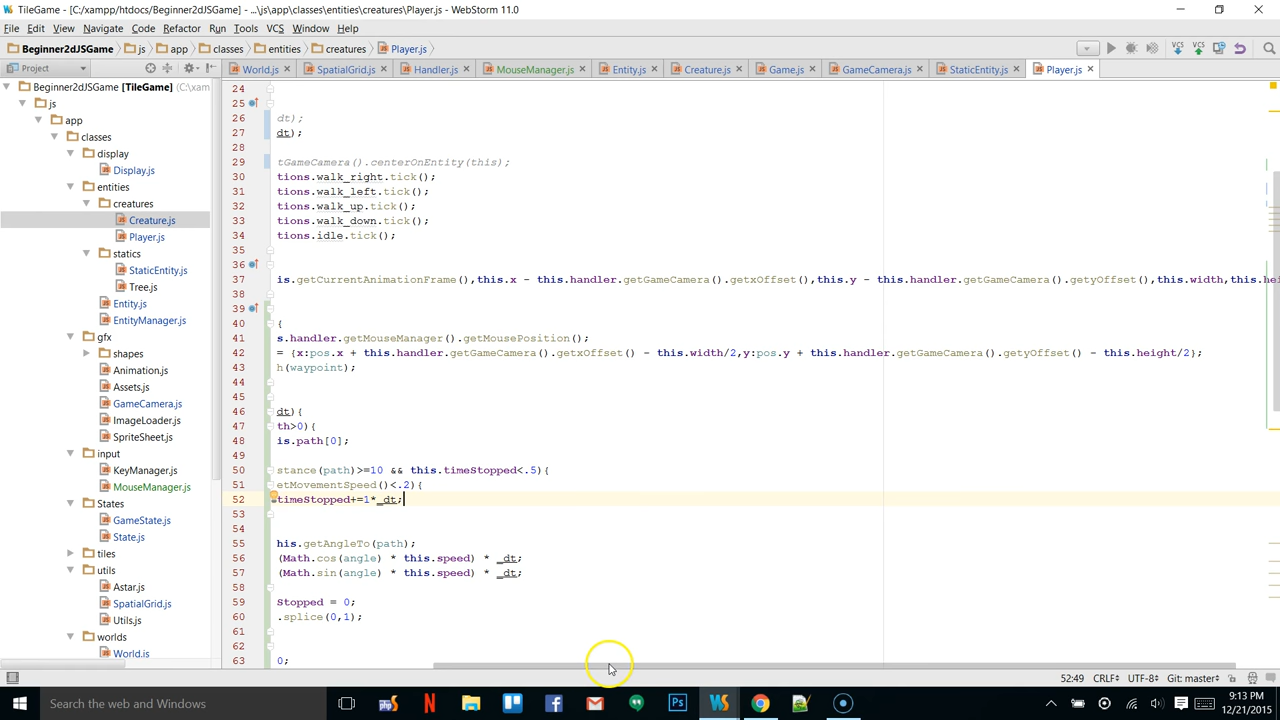 TileGame - [C:\xampp\htdocs\Beginner2dJSGame] - ...\js\app\classes\entities\creatures\Player.js - WebStorm 11.0
File Edit View Navigate Code Refactor Run Tools VCS Window Help
Beginner2dJSGame js app classes entities creatures Player.js
Project World.js SpatialGrid.js Handler.js MouseManager.js Entity.js Creature.js Game.js GameCamera.js StaticEntity.js Player.js
Beginner2dJSGame [TileGame] (C:\xam
js
app
classes
display
Display.js
entities
creatures
Creature.js
Player.js
statics
StaticEntity.js
Tree.js
Entity.js
EntityManager.js
gfx
shapes
Animation.js
Assets.js
GameCamera.js
ImageLoader.js
SpriteSheet.js
input
KeyManager.js
MouseManager.js
States
GameState.js
State.js
tiles
utils
Astar.js
SpatialGrid.js
Utils.js
worlds
World.js
24
25
26 dt);
27 dt);
28
29 tGameCamera().centerOnEntity(this);
30 tions.walk_right.tick();
31 tions.walk_left.tick();
32 tions.walk_up.tick();
33 tions.walk_down.tick();
34 tions.idle.tick();
35
36
37 is.getCurrentAnimationFrame(),this.x - this.handler.getGameCamera().getxOffset(),this.y - this.handler.getGameCamera().getyOffset(),this.width,this.hei
38
39
40 {
41 s.handler.getMouseManager().getMousePosition();
42 = {x:pos.x + this.handler.getGameCamera().getxOffset() - this.width/2,y:pos.y + this.handler.getGameCamera().getyOffset() - this.height/2};
43 h(waypoint);
44
45
46 dt){
47 th>0){
48 is.path[0];
49
50 stance(path)>=10 && this.timeStopped<.5){
51 etMovementSpeed()<.2){
52 timeStopped+=1*_dt;
53
54
55 his.getAngleTo(path);
56 (Math.cos(angle) * this.speed) * _dt;
57 (Math.sin(angle) * this.speed) * _dt;
58
59 Stopped = 0;
60 .splice(0,1);
61
62
63 0;
52:49 CRLF UTF-8 Git: master
Search the web and Windows
9:13 PM
12/21/2015